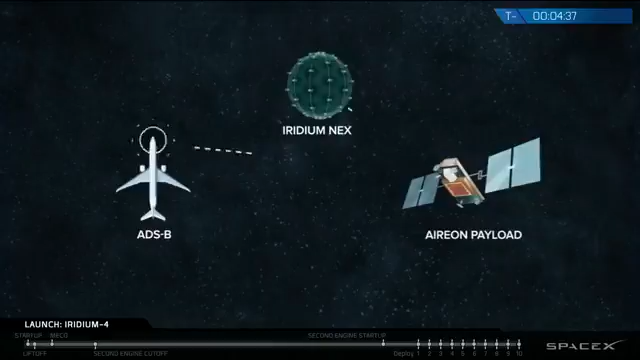 T- 00:04:37
IRIDIUM NEX
ADS-B
AIREON PAYLOAD
LAUNCH: IRIDIUM-4
STARTUP MECO SECOND ENGINE STARTUP
LIFTOFF SECOND ENGINE CUTOFF Deploy 1 2 3 4 5 6 7 8 9 10
SPACEX